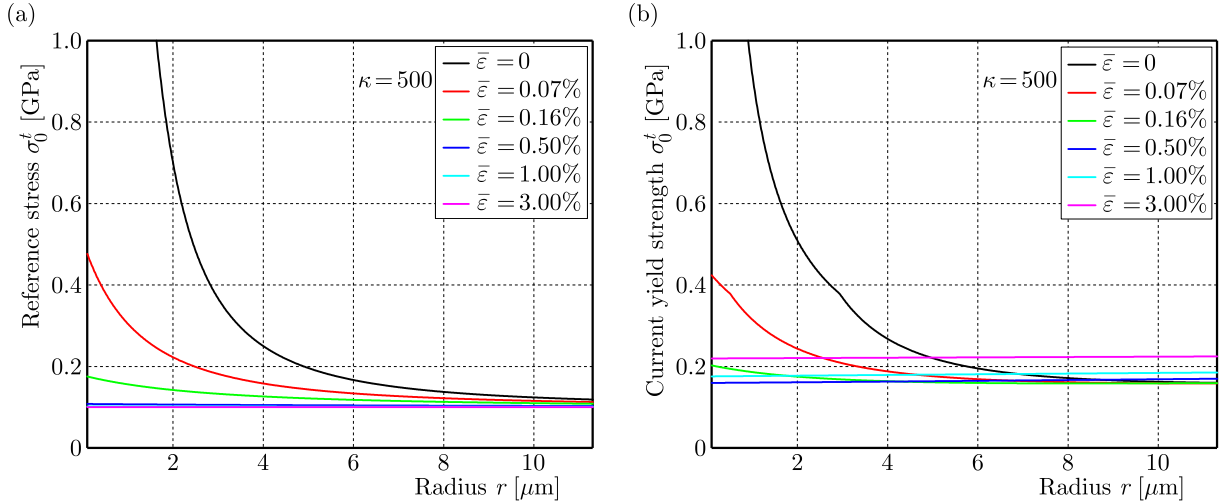 (a)
Reference stress σ₀ᵗ [GPa]
1.0
0.8
0.6
0.4
0.2
0
2
4
6
8
10
Radius r [μm]
κ = 500
ε̄ = 0
ε̄ = 0.07%
ε̄ = 0.16%
ε̄ = 0.50%
ε̄ = 1.00%
ε̄ = 3.00%
(b)
Current yield strength σ₀ᵗ [GPa]
1.0
0.8
0.6
0.4
0.2
0
2
4
6
8
10
Radius r [μm]
κ = 500
ε̄ = 0
ε̄ = 0.07%
ε̄ = 0.16%
ε̄ = 0.50%
ε̄ = 1.00%
ε̄ = 3.00%